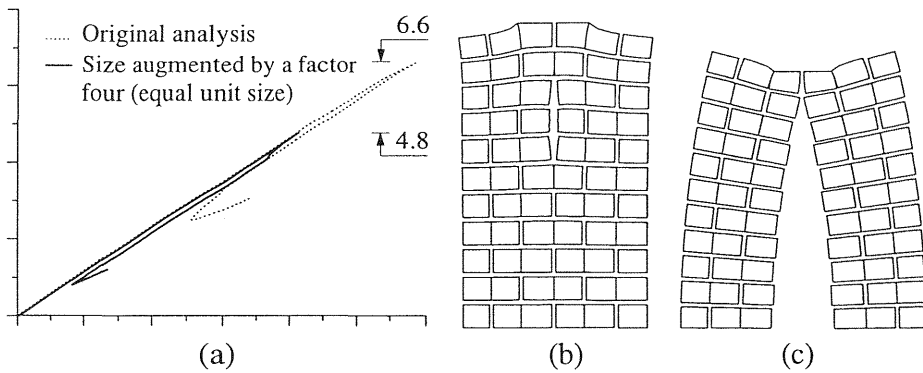 Original analysis
Size augmented by a factor
four (equal unit size)
6.6
4.8
(a)
(b)
(c)